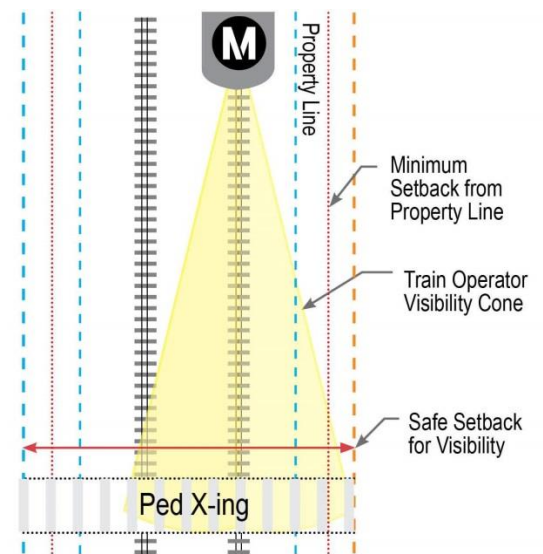 M
Property Line
Minimum
Setback from
Property Line
Train Operator
Visibility Cone
Safe Setback
for Visibility
Ped X-ing